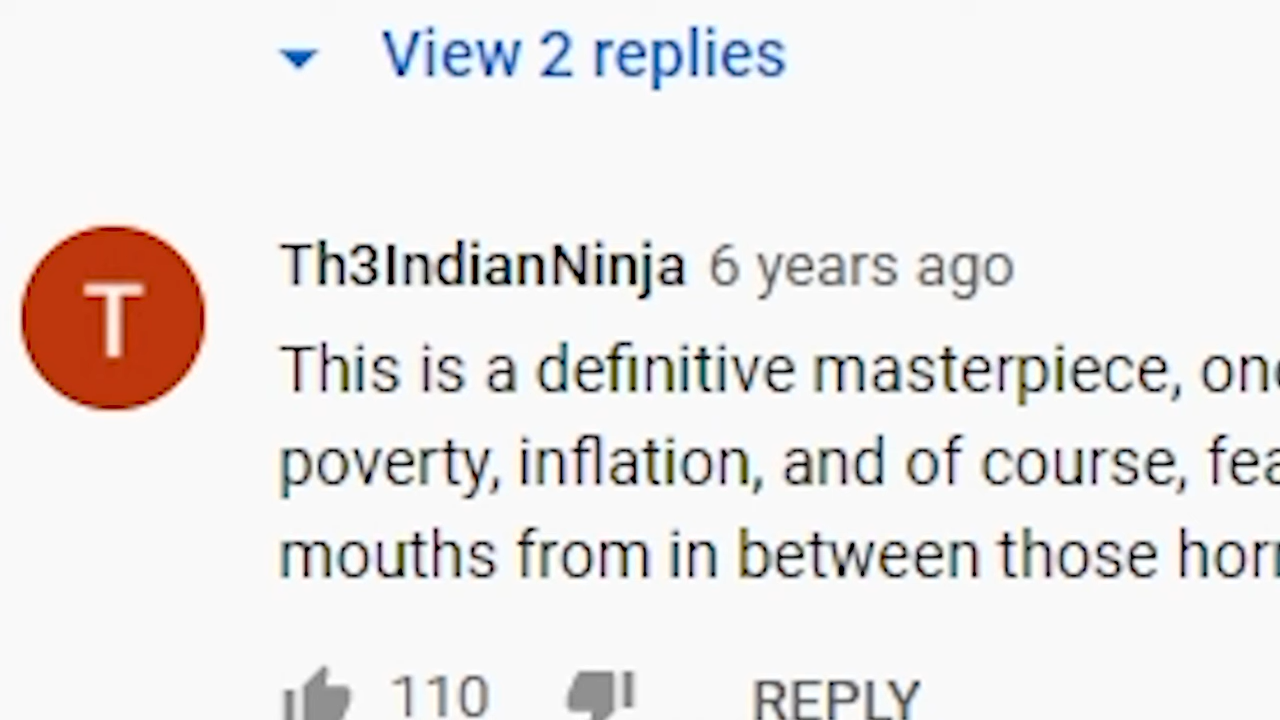 View 2 replies
T
Th3IndianNinja 6 years ago
This is a definitive masterpiece,
poverty, inflation, and of course,
mouths from in between those
110 REPLY